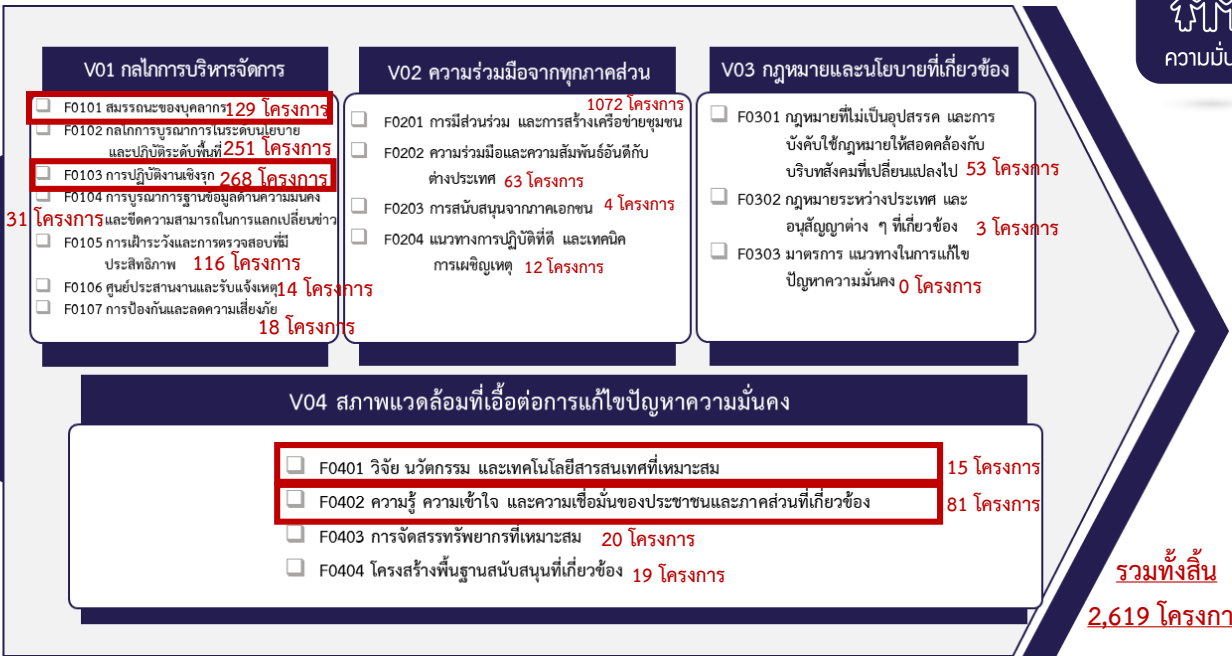 ความมั่น
V01 กลไกการบริหารจัดการ
F0101 สมรรถนะของบุคลากร 129 โครงการ
F0102 กลไกการบูรณาการในระดับนโยบาย
และปฏิบัติระดับพื้นที่ 251 โครงการ
F0103 การปฏิบัติงานเชิงรุก 268 โครงการ
F0104 การบูรณาการฐานข้อมูลด้านความมั่นคง
31 โครงการ และขีดความสามารถในการแลกเปลี่ยนข่าว
F0105 การเฝ้าระวังและการตรวจสอบที่มี
ประสิทธิภาพ 116 โครงการ
F0106 ศูนย์ประสานงานและรับแจ้งเหตุ 14 โครงการ
F0107 การป้องกันและลดความเสี่ยงภัย
18 โครงการ
V02 ความร่วมมือจากทุกภาคส่วน
1072 โครงการ
F0201 การมีส่วนร่วม และการสร้างเครือข่ายชุมชน
F0202 ความร่วมมือและความสัมพันธ์อันดีกับ
ต่างประเทศ 63 โครงการ
F0203 การสนับสนุนจากภาคเอกชน 4 โครงการ
F0204 แนวทางการปฏิบัติที่ดี และเทคนิค
การเผชิญเหตุ 12 โครงการ
V03 กฎหมายและนโยบายที่เกี่ยวข้อง
F0301 กฎหมายที่ไม่เป็นอุปสรรค และการ
บังคับใช้กฎหมายให้สอดคล้องกับ
บริบทสังคมที่เปลี่ยนแปลงไป 53 โครงการ
F0302 กฎหมายระหว่างประเทศ และ
อนุสัญญาต่าง ๆ ที่เกี่ยวข้อง 3 โครงการ
F0303 มาตรการ แนวทางในการแก้ไข
ปัญหาความมั่นคง 0 โครงการ
V04 สภาพแวดล้อมที่เอื้อต่อการแก้ไขปัญหาความมั่นคง
F0401 วิจัย นวัตกรรม และเทคโนโลยีสารสนเทศที่เหมาะสม 15 โครงการ
F0402 ความรู้ ความเข้าใจ และความเชื่อมั่นของประชาชนและภาคส่วนที่เกี่ยวข้อง 81 โครงการ
F0403 การจัดสรรทรัพยากรที่เหมาะสม 20 โครงการ
F0404 โครงสร้างพื้นฐานสนับสนุนที่เกี่ยวข้อง 19 โครงการ
รวมทั้งสิ้น
2,619 โครงกา